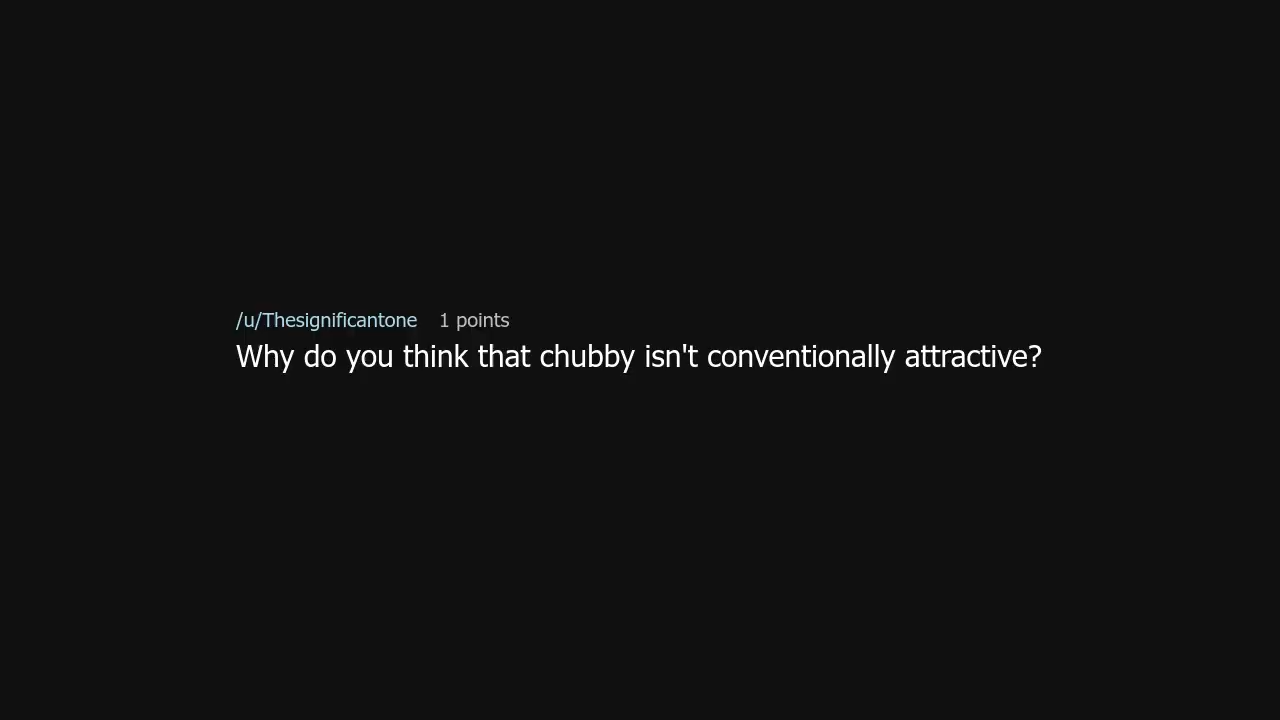 /u/Thesignificantone 1 points
Why do you think that chubby isn't conventionally attractive?